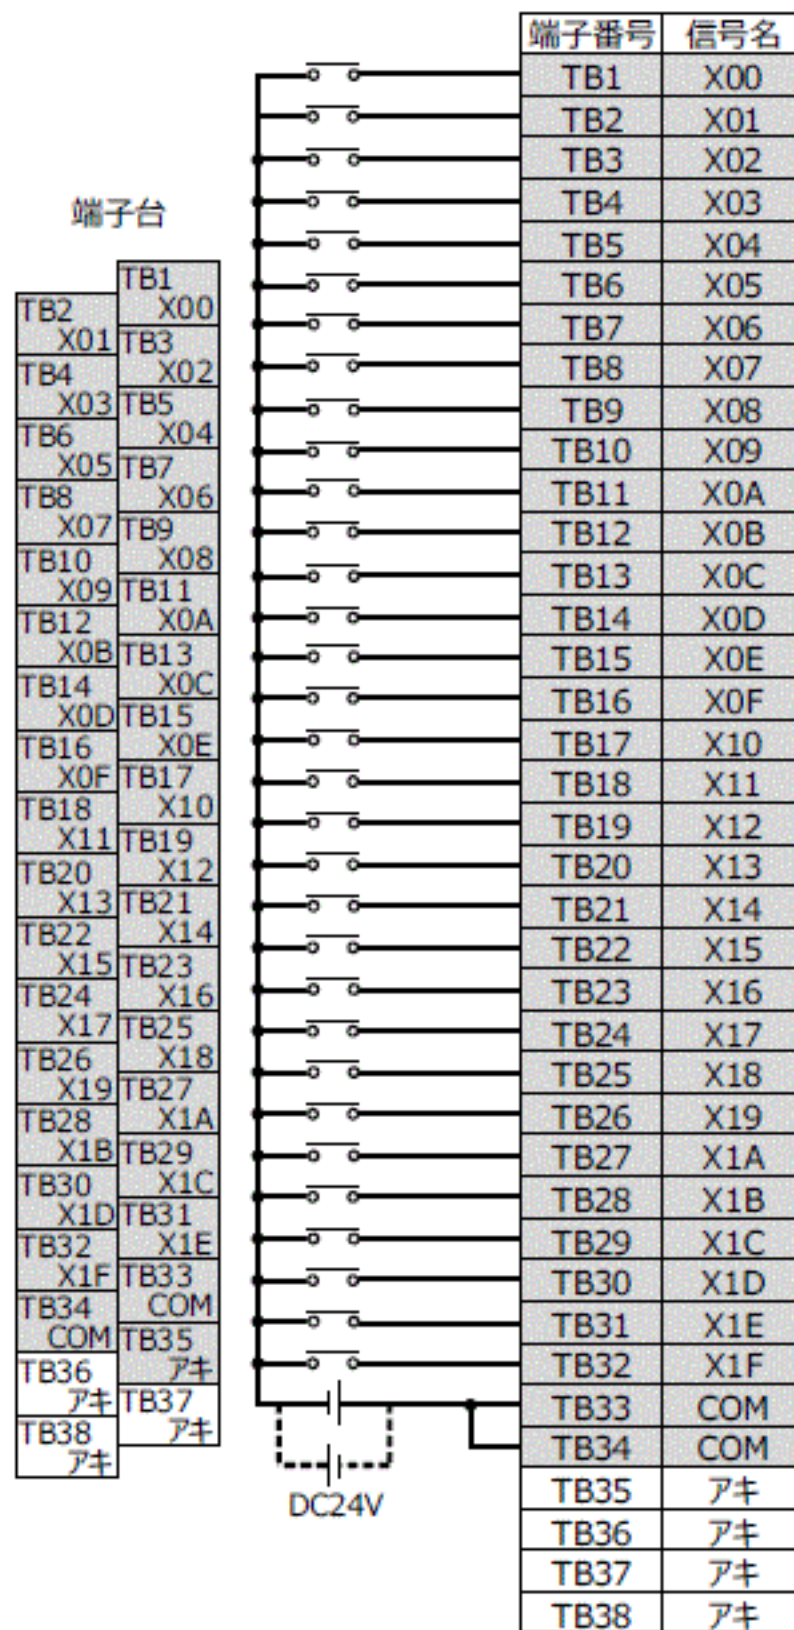 端子台
TB1
X00
TB2
X01
TB3
X02
TB4
X03
TB5
X04
TB6
X05
TB7
X06
TB8
X07
TB9
X08
TB10
X09
TB11
X0A
TB12
X0B
TB13
X0C
TB14
X0D
TB15
X0E
TB16
X0F
TB17
X10
TB18
X11
TB19
X12
TB20
X13
TB21
X14
TB22
X15
TB23
X16
TB24
X17
TB25
X18
TB26
X19
TB27
X1A
TB28
X1B
TB29
X1C
TB30
X1D
TB31
X1E
TB32
X1F
TB33
COM
TB34
COM
TB35
アキ
TB36
アキ
TB37
アキ
TB38
アキ
DC24V
端子番号 信号名
TB1 X00
TB2 X01
TB3 X02
TB4 X03
TB5 X04
TB6 X05
TB7 X06
TB8 X07
TB9 X08
TB10 X09
TB11 X0A
TB12 X0B
TB13 X0C
TB14 X0D
TB15 X0E
TB16 X0F
TB17 X10
TB18 X11
TB19 X12
TB20 X13
TB21 X14
TB22 X15
TB23 X16
TB24 X17
TB25 X18
TB26 X19
TB27 X1A
TB28 X1B
TB29 X1C
TB30 X1D
TB31 X1E
TB32 X1F
TB33 COM
TB34 COM
TB35 アキ
TB36 アキ
TB37 アキ
TB38 アキ